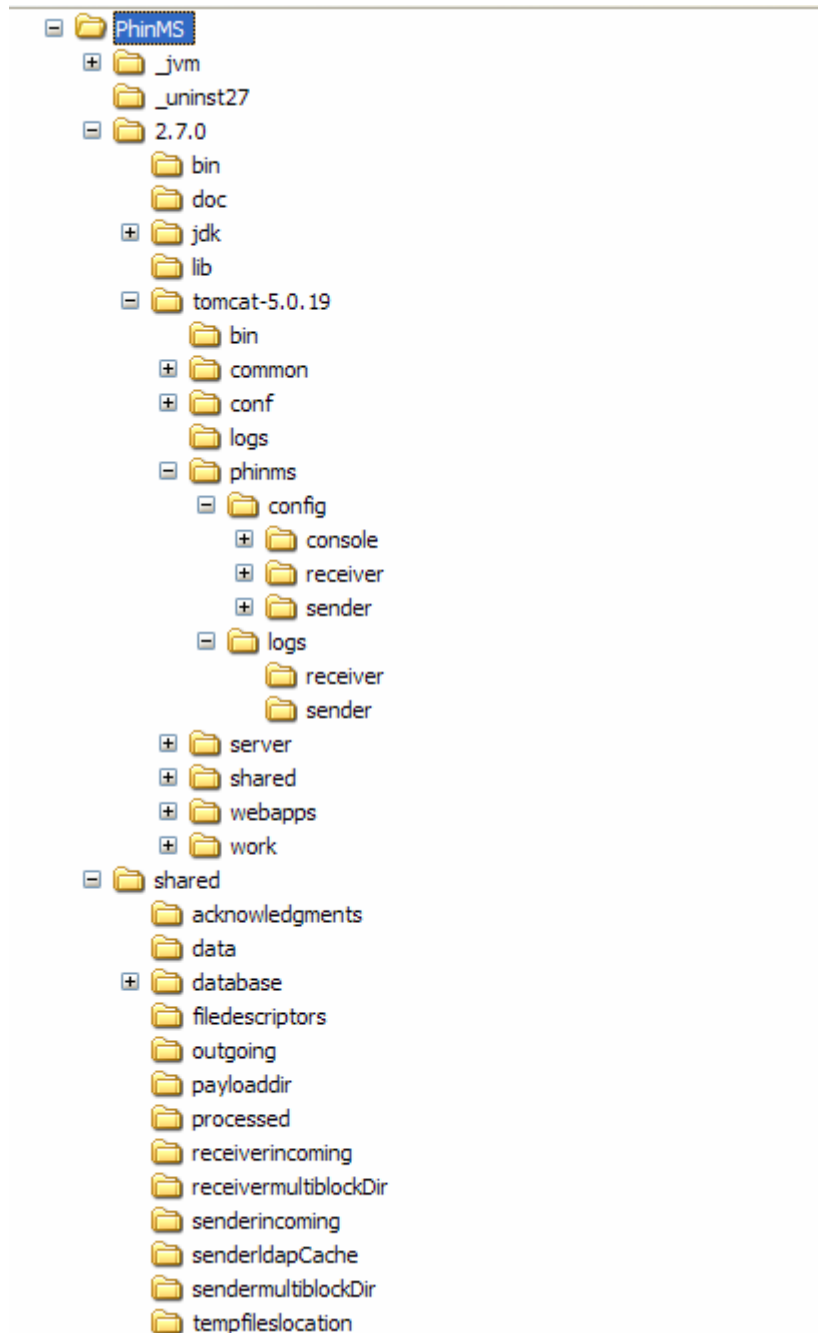 PhinMS
_jvm
_uninst27
2.7.0
bin
doc
jdk
lib
tomcat-5.0.19
bin
common
conf
logs
phinms
config
console
receiver
sender
logs
receiver
sender
server
shared
webapps
work
shared
acknowledgments
data
database
filedescriptors
outgoing
payloaddir
processed
receiverincoming
receivermultiblockDir
senderincoming
senderldapCache
sendermultiblockDir
tempfileslocation